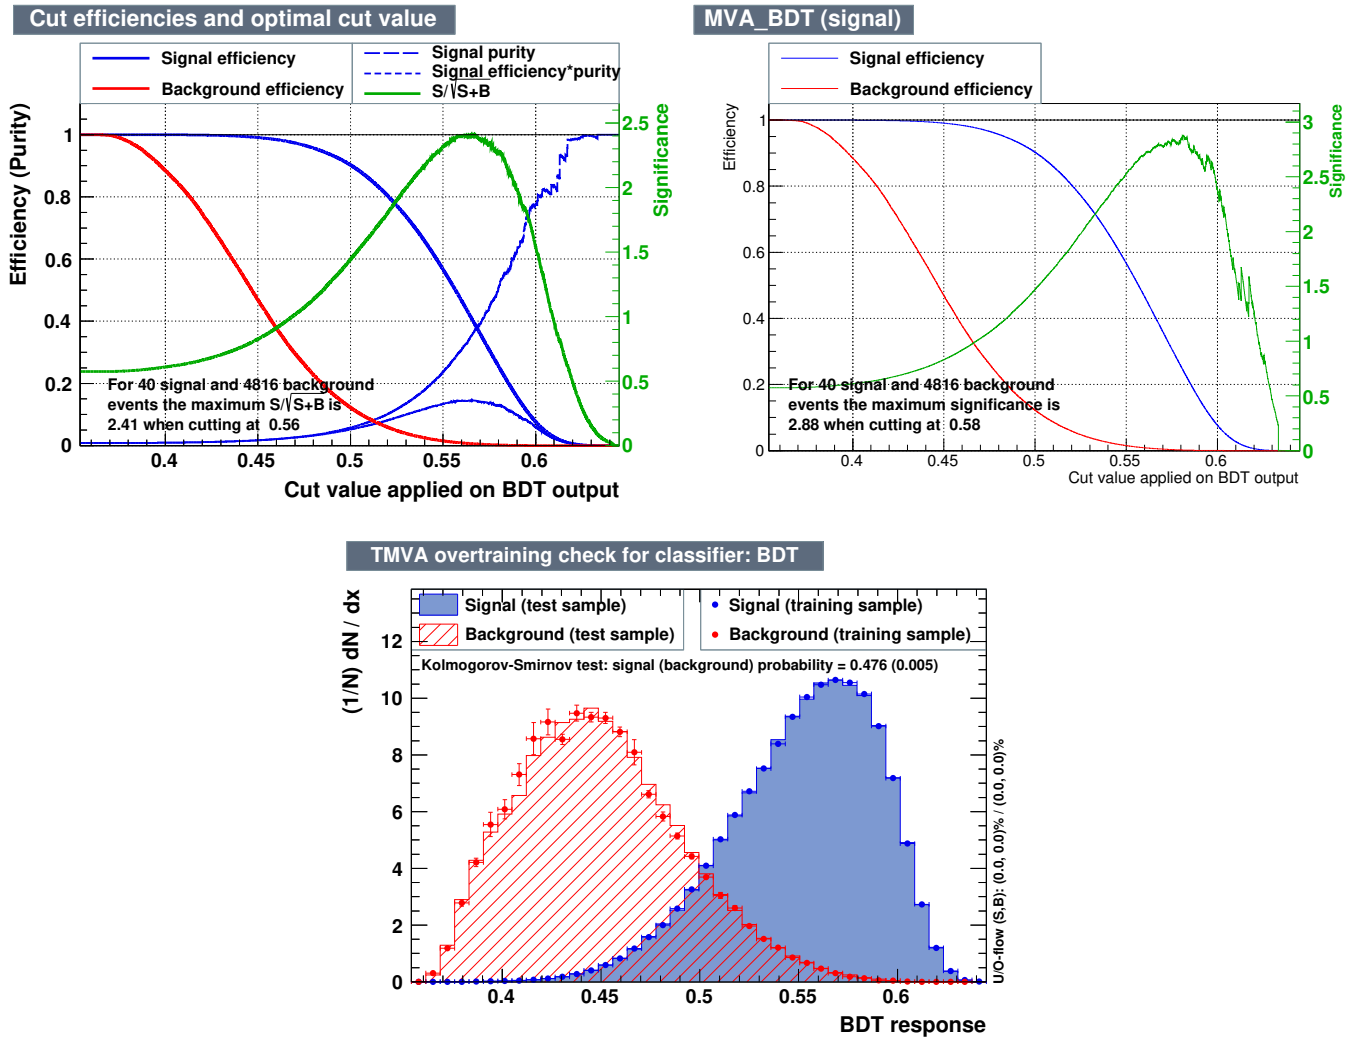 Cut efficiencies and optimal cut value
Signal efficiency
Background efficiency
Signal purity
Signal efficiency*purity
S/√S+B
Efficiency (Purity)
1
0.8
0.6
0.4
0.2
0
Significance
2.5
2
1.5
1
0.5
0
For 40 signal and 4816 background
events the maximum S/√S+B is
2.41 when cutting at 0.56
0.4 0.45 0.5 0.55 0.6
Cut value applied on BDT output
MVA_BDT (signal)
Signal efficiency
Background efficiency
Efficiency
1
0.8
0.6
0.4
0.2
0
Significance
3
2.5
2
1.5
1
0.5
0
For 40 signal and 4816 background
events the maximum significance is
2.88 when cutting at 0.58
0.4 0.45 0.5 0.55 0.6
Cut value applied on BDT output
TMVA overtraining check for classifier: BDT
Signal (test sample)
Background (test sample)
Signal (training sample)
Background (training sample)
Kolmogorov-Smirnov test: signal (background) probability = 0.476 (0.005)
(1/N) dN / dx
12
10
8
6
4
2
0
0.4 0.45 0.5 0.55 0.6
BDT response
U/O-flow (S,B): (0.0, 0.0)% / (0.0, 0.0)%